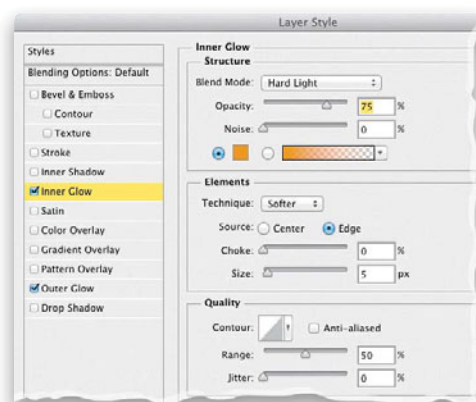 Layer Style
Styles
Blending Options: Default
Bevel & Emboss
Contour
Texture
Stroke
Inner Shadow
Inner Glow
Satin
Color Overlay
Gradient Overlay
Pattern Overlay
Outer Glow
Drop Shadow
Inner Glow
Structure
Blend Mode: Hard Light
Opacity: 75 %
Noise: 0 %
Elements
Technique: Softer
Source: Center Edge
Choke: 0 %
Size: 5 px
Quality
Contour: Anti-aliased
Range: 50 %
Jitter: 0 %